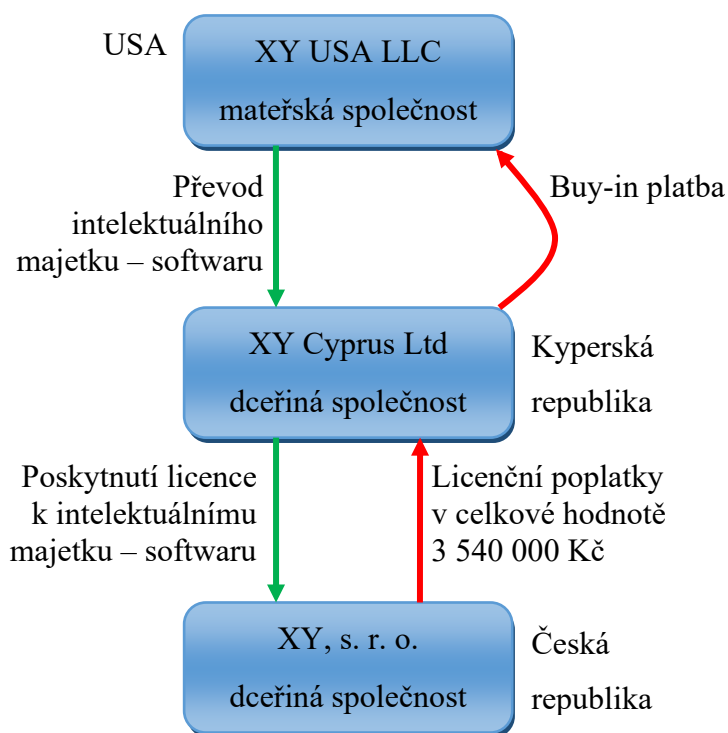 USA
XY USA LLC
mateřská společnost
Převod
intelektuálního
majetku – softwaru
Buy-in platba
XY Cyprus Ltd
dceřiná společnost
Kyperská
republika
Poskytnutí licence
k intelektuálnímu
majetku – softwaru
Licenční poplatky
v celkové hodnotě
3 540 000 Kč
XY, s. r. o.
dceřiná společnost
Česká
republika